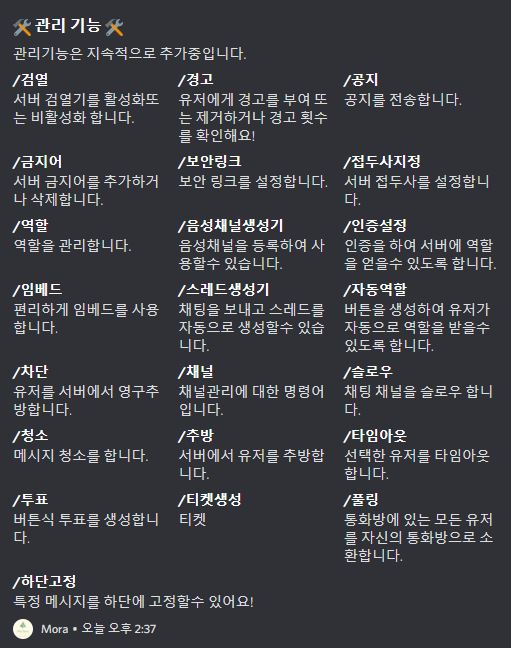 🛠 관리 기능 🛠
관리기능은 지속적으로 추가중입니다.
/검열
서버 검열기를 활성화또
는 비활성화 합니다.
/경고
유저에게 경고를 부여 또
는 제거하거나 경고 횟수
를 확인해요!
/공지
공지를 전송합니다.
/금지어
서버 금지어를 추가하거
나 삭제합니다.
/보안링크
보안 링크를 설정합니다.
/접두사지정
서버 접두사를 설정합니
다.
/역할
역할을 관리합니다.
/음성채널생성기
음성채널을 등록하여 사
용할수 있습니다.
/인증설정
인증을 하여 서버에 역할
을 얻을수 있도록 합니다.
/임베드
편리하게 임베드를 사용
합니다.
/스레드생성기
채팅을 보내고 스레드를
자동으로 생성할수 있습
니다.
/자동역할
버튼을 생성하여 유저가
자동으로 역할을 받을수
있도록 합니다.
/차단
유저를 서버에서 영구추
방합니다.
/채널
채널관리에 대한 명령어
입니다.
/슬로우
채팅 채널을 슬로우 합니
다.
/청소
메시지 청소를 합니다.
/추방
서버에서 유저를 추방합
니다.
/타임아웃
선택한 유저를 타임아웃
합니다.
/투표
버튼식 투표를 생성합니
다.
/티켓생성
티켓
/풀링
통화방에 있는 모든 유저
를 자신의 통화방으로 소
환합니다.
/하단고정
특정 메시지를 하단에 고정할수 있어요!
Mora • 오늘 오후 2:37